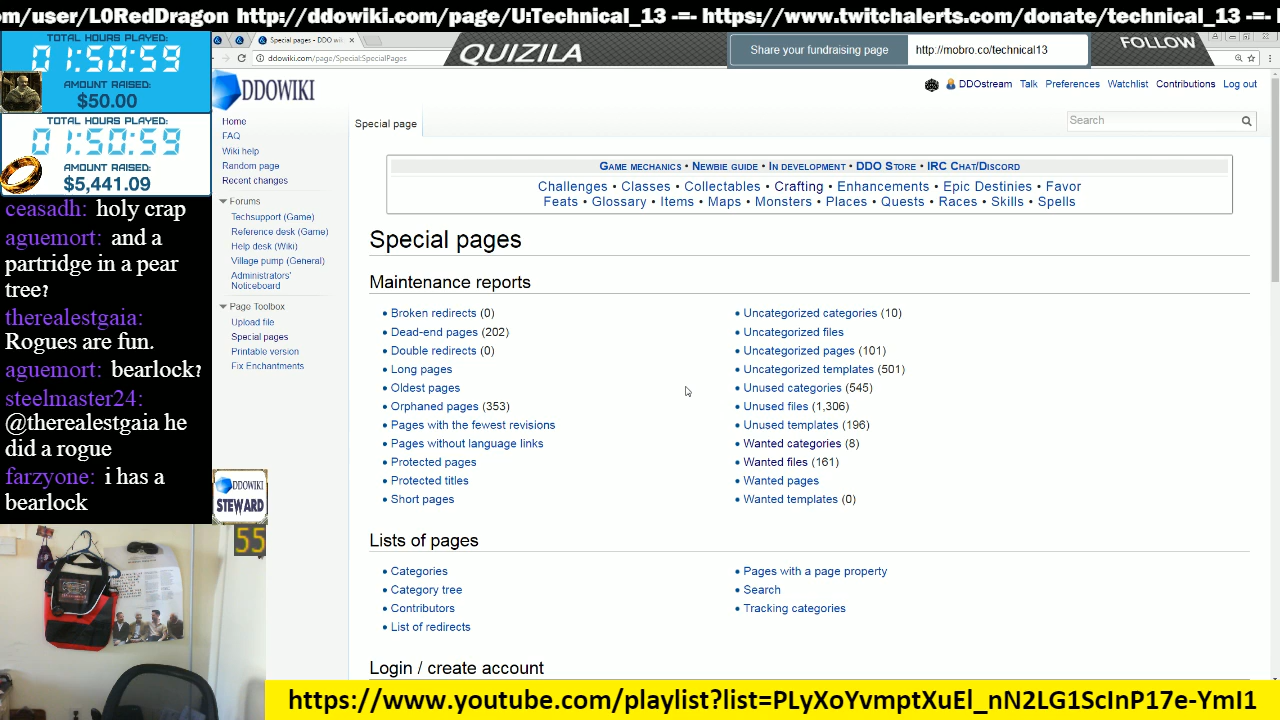 om/user/L0RedDragon http://ddowiki.com/page/U:Technical_13 -=- https://www.twitchalerts.com/donate/technical_13 -=-
TOTAL HOURS PLAYED:
01:50:59
AMOUNT RAISED:
$50.00
TOTAL HOURS PLAYED:
01:50:59
AMOUNT RAISED:
$5,441.09
ceasadh: holy crap
aguemort: and a
partridge in a pear
tree?
therealestgaia:
Rogues are fun.
aguemort: bearlock?
steelmaster24:
@therealestgaia he
did a rogue
farzyone: i has a
bearlock
Special pages - DDO wi
ddowiki.com/page/Special:SpecialPages
QUIZILA
Share your fundraising page
http://mobro.co/technical13
FOLLOW
DDOWIKI
DDOstream Talk Preferences Watchlist Contributions Log out
Special page
Search
Home
FAQ
Wiki help
Random page
Recent changes
Forums
Techsupport (Game)
Reference desk (Game)
Help desk (Wiki)
Village pump (General)
Administrators'
Noticeboard
Page Toolbox
Upload file
Special pages
Printable version
Fix Enchantments
DDOWIKI
STEWARD
55
Game mechanics • Newbie guide • In development • DDO Store • IRC Chat/Discord
Challenges • Classes • Collectables • Crafting • Enhancements • Epic Destinies • Favor
Feats • Glossary • Items • Maps • Monsters • Places • Quests • Races • Skills • Spells
Special pages
Maintenance reports
• Broken redirects (0)
• Dead-end pages (202)
• Double redirects (0)
• Long pages
• Oldest pages
• Orphaned pages (353)
• Pages with the fewest revisions
• Pages without language links
• Protected pages
• Protected titles
• Short pages
• Uncategorized categories (10)
• Uncategorized files
• Uncategorized pages (101)
• Uncategorized templates (501)
• Unused categories (545)
• Unused files (1,306)
• Unused templates (196)
• Wanted categories (8)
• Wanted files (161)
• Wanted pages
• Wanted templates (0)
Lists of pages
• Categories
• Category tree
• Contributors
• List of redirects
• Pages with a page property
• Search
• Tracking categories
Login / create account
https://www.youtube.com/playlist?list=PLyXoYvmptXuEl_nN2LG1ScInP17e-YmI1